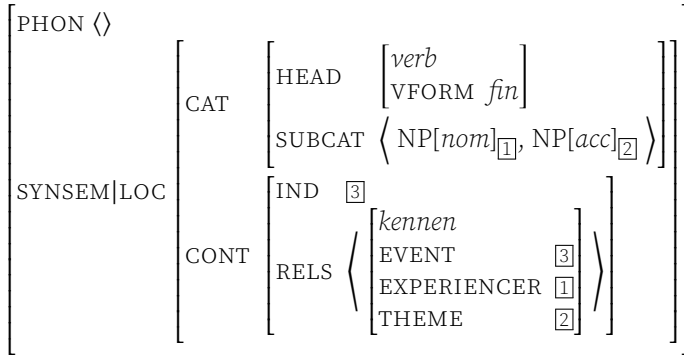 PHON ⟨⟩
HEAD verb
VFORM fin
CAT
SUBCAT ⟨ NP[nom]1, NP[acc]2 ⟩
SYNSEM|LOC
IND 3
kennen
EVENT 3
CONT RELS
EXPERIENCER 1
THEME 2